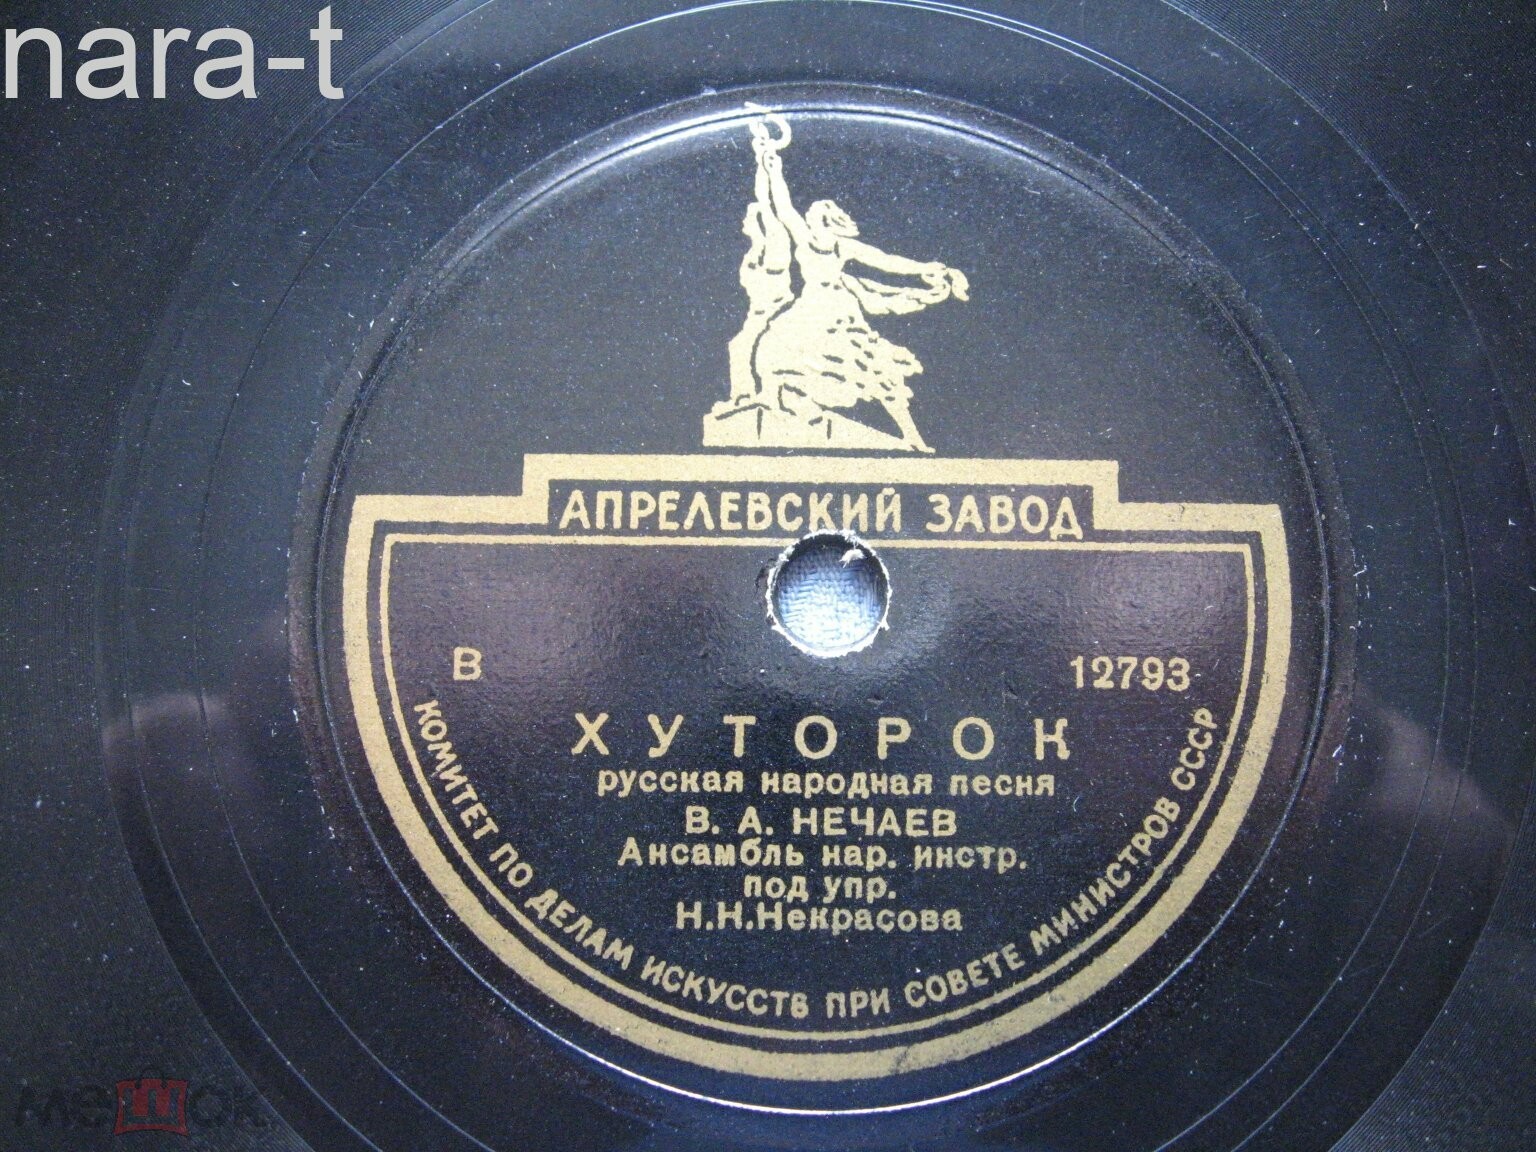 nara-t
АПРЕЛЕВСКИЙ ЗАВОД
В 12793
ХУТОРОК
русская народная песня
В. А. НЕЧАЕВ
Ансамбль нар. инстр.
под упр.
Н.Н.Некрасова
КОМИТЕТ ПО ДЕЛАМ ИСКУССТВ ПРИ СОВЕТЕ МИНИСТРОВ СССР
мешок